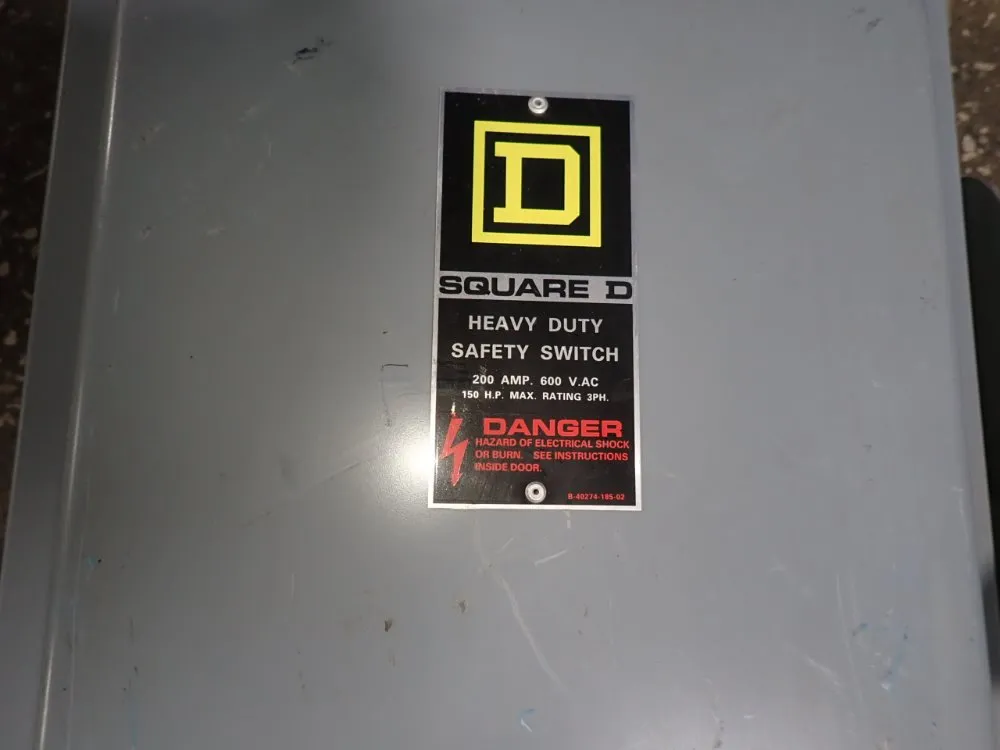 D
SQUARE D
HEAVY DUTY
SAFETY SWITCH
200 AMP. 600 V.AC
150 H.P. MAX. RATING 3PH.
DANGER
HAZARD OF ELECTRICAL SHOCK
OR BURN. SEE INSTRUCTIONS
INSIDE DOOR.
B-40274-185-02